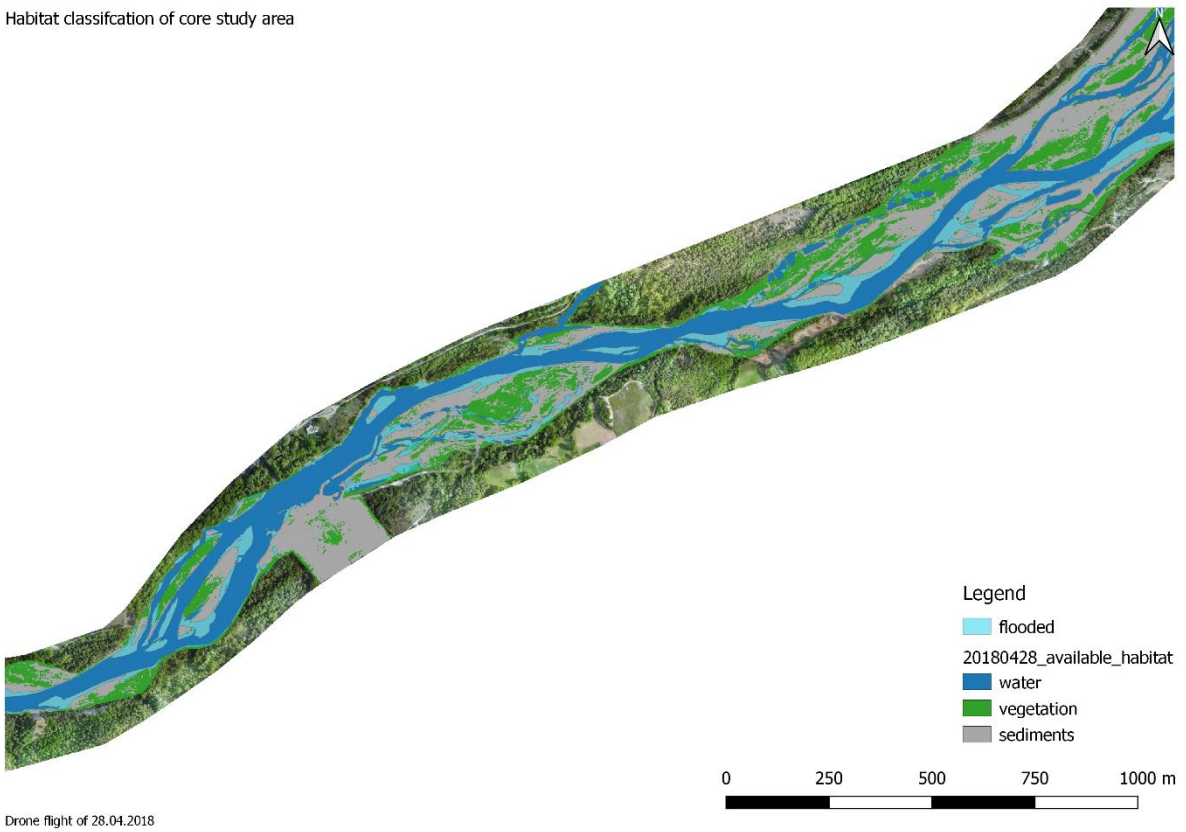 Habitat classifcation of core study area
N
Legend
flooded
20180428_available_habitat
water
vegetation
sediments
0 250 500 750 1000 m
Drone flight of 28.04.2018